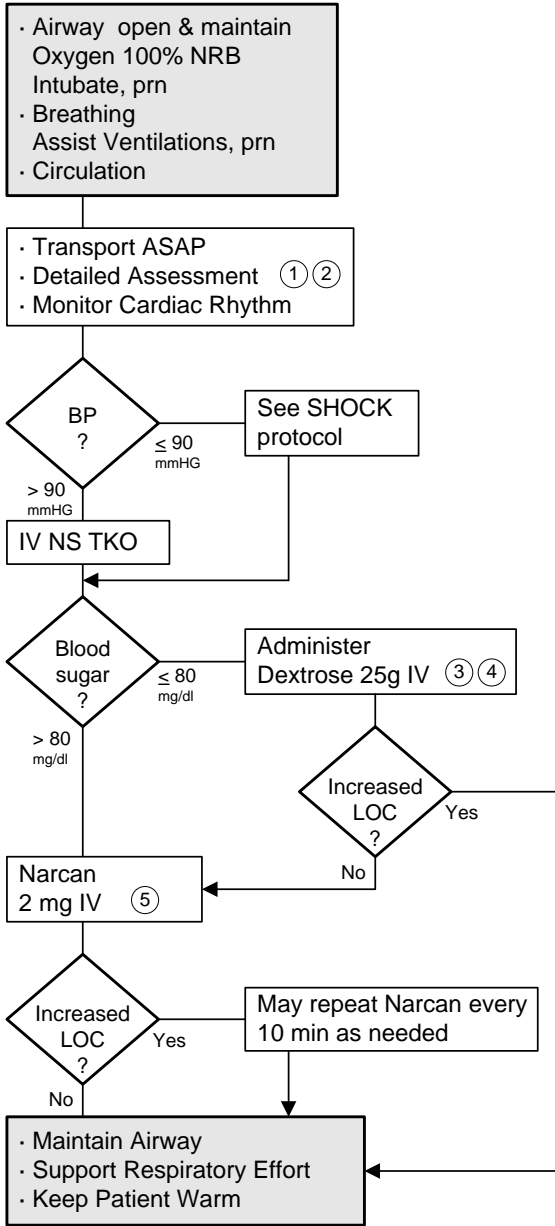 · Airway open & maintain
Oxygen 100% NRB
Intubate, prn
· Breathing
Assist Ventilations, prn
· Circulation
· Transport ASAP
· Detailed Assessment 1 2
· Monitor Cardiac Rhythm
BP
?
≤ 90
mmHG
See SHOCK
protocol
> 90
mmHG
IV NS TKO
Blood
sugar
?
≤ 80
mg/dl
Administer
Dextrose 25g IV 3 4
> 80
mg/dl
Increased
LOC
?
Yes
No
Narcan
2 mg IV 5
Increased
LOC
?
Yes
May repeat Narcan every
10 min as needed
No
· Maintain Airway
· Support Respiratory Effort
· Keep Patient Warm